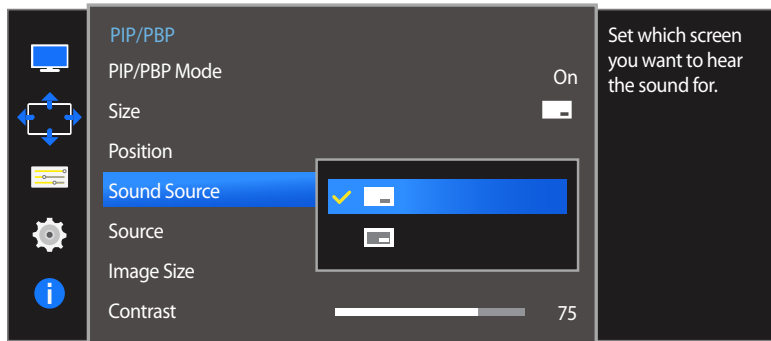 PIP/PBP
PIP/PBP Mode On
Size
Position
Sound Source
Source
Image Size
Contrast 75
Set which screen
you want to hear
the sound for.